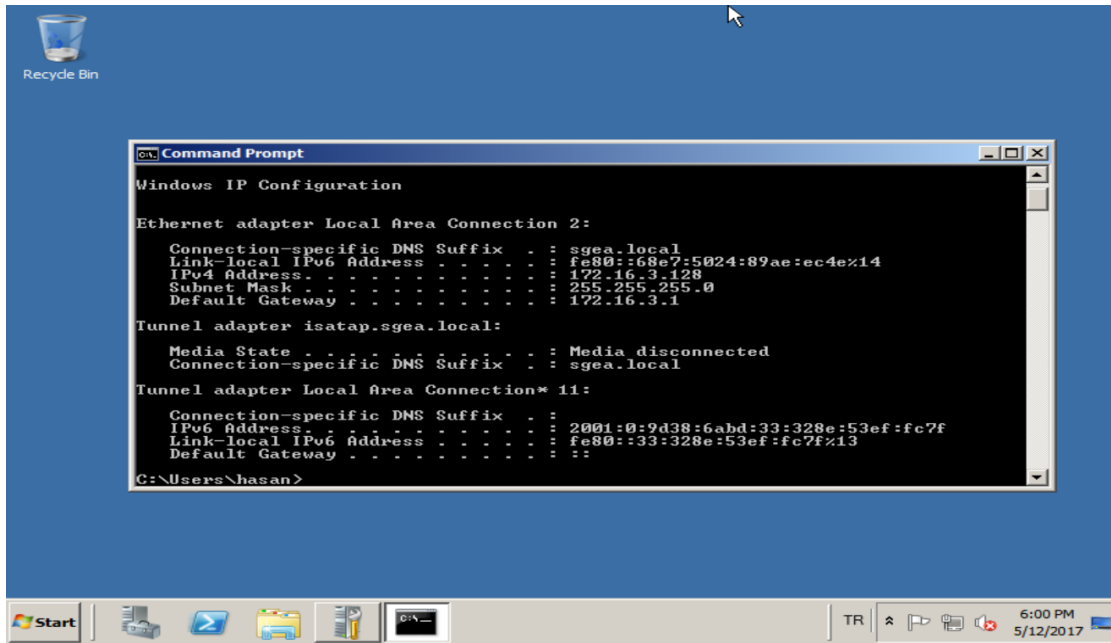 Recycle Bin
Command Prompt
Windows IP Configuration
Ethernet adapter Local Area Connection 2:
Connection-specific DNS Suffix . : sgea.local
Link-local IPv6 Address . . . . . : fe80::68e7:5024:89ae:ec4e%14
IPv4 Address. . . . . . . . . . . : 172.16.3.128
Subnet Mask . . . . . . . . . . . : 255.255.255.0
Default Gateway . . . . . . . . . : 172.16.3.1
Tunnel adapter isatap.sgea.local:
Media State . . . . . . . . . . . : Media disconnected
Connection-specific DNS Suffix . : sgea.local
Tunnel adapter Local Area Connection* 11:
Connection-specific DNS Suffix . :
IPv6 Address. . . . . . . . . . . : 2001:0:9d38:6abd:33:328e:53ef:fc7f
Link-local IPv6 Address . . . . . : fe80::33:328e:53ef:fc7f%13
Default Gateway . . . . . . . . . : ::
C:\Users\hasan>
Start
TR
6:00 PM
5/12/2017